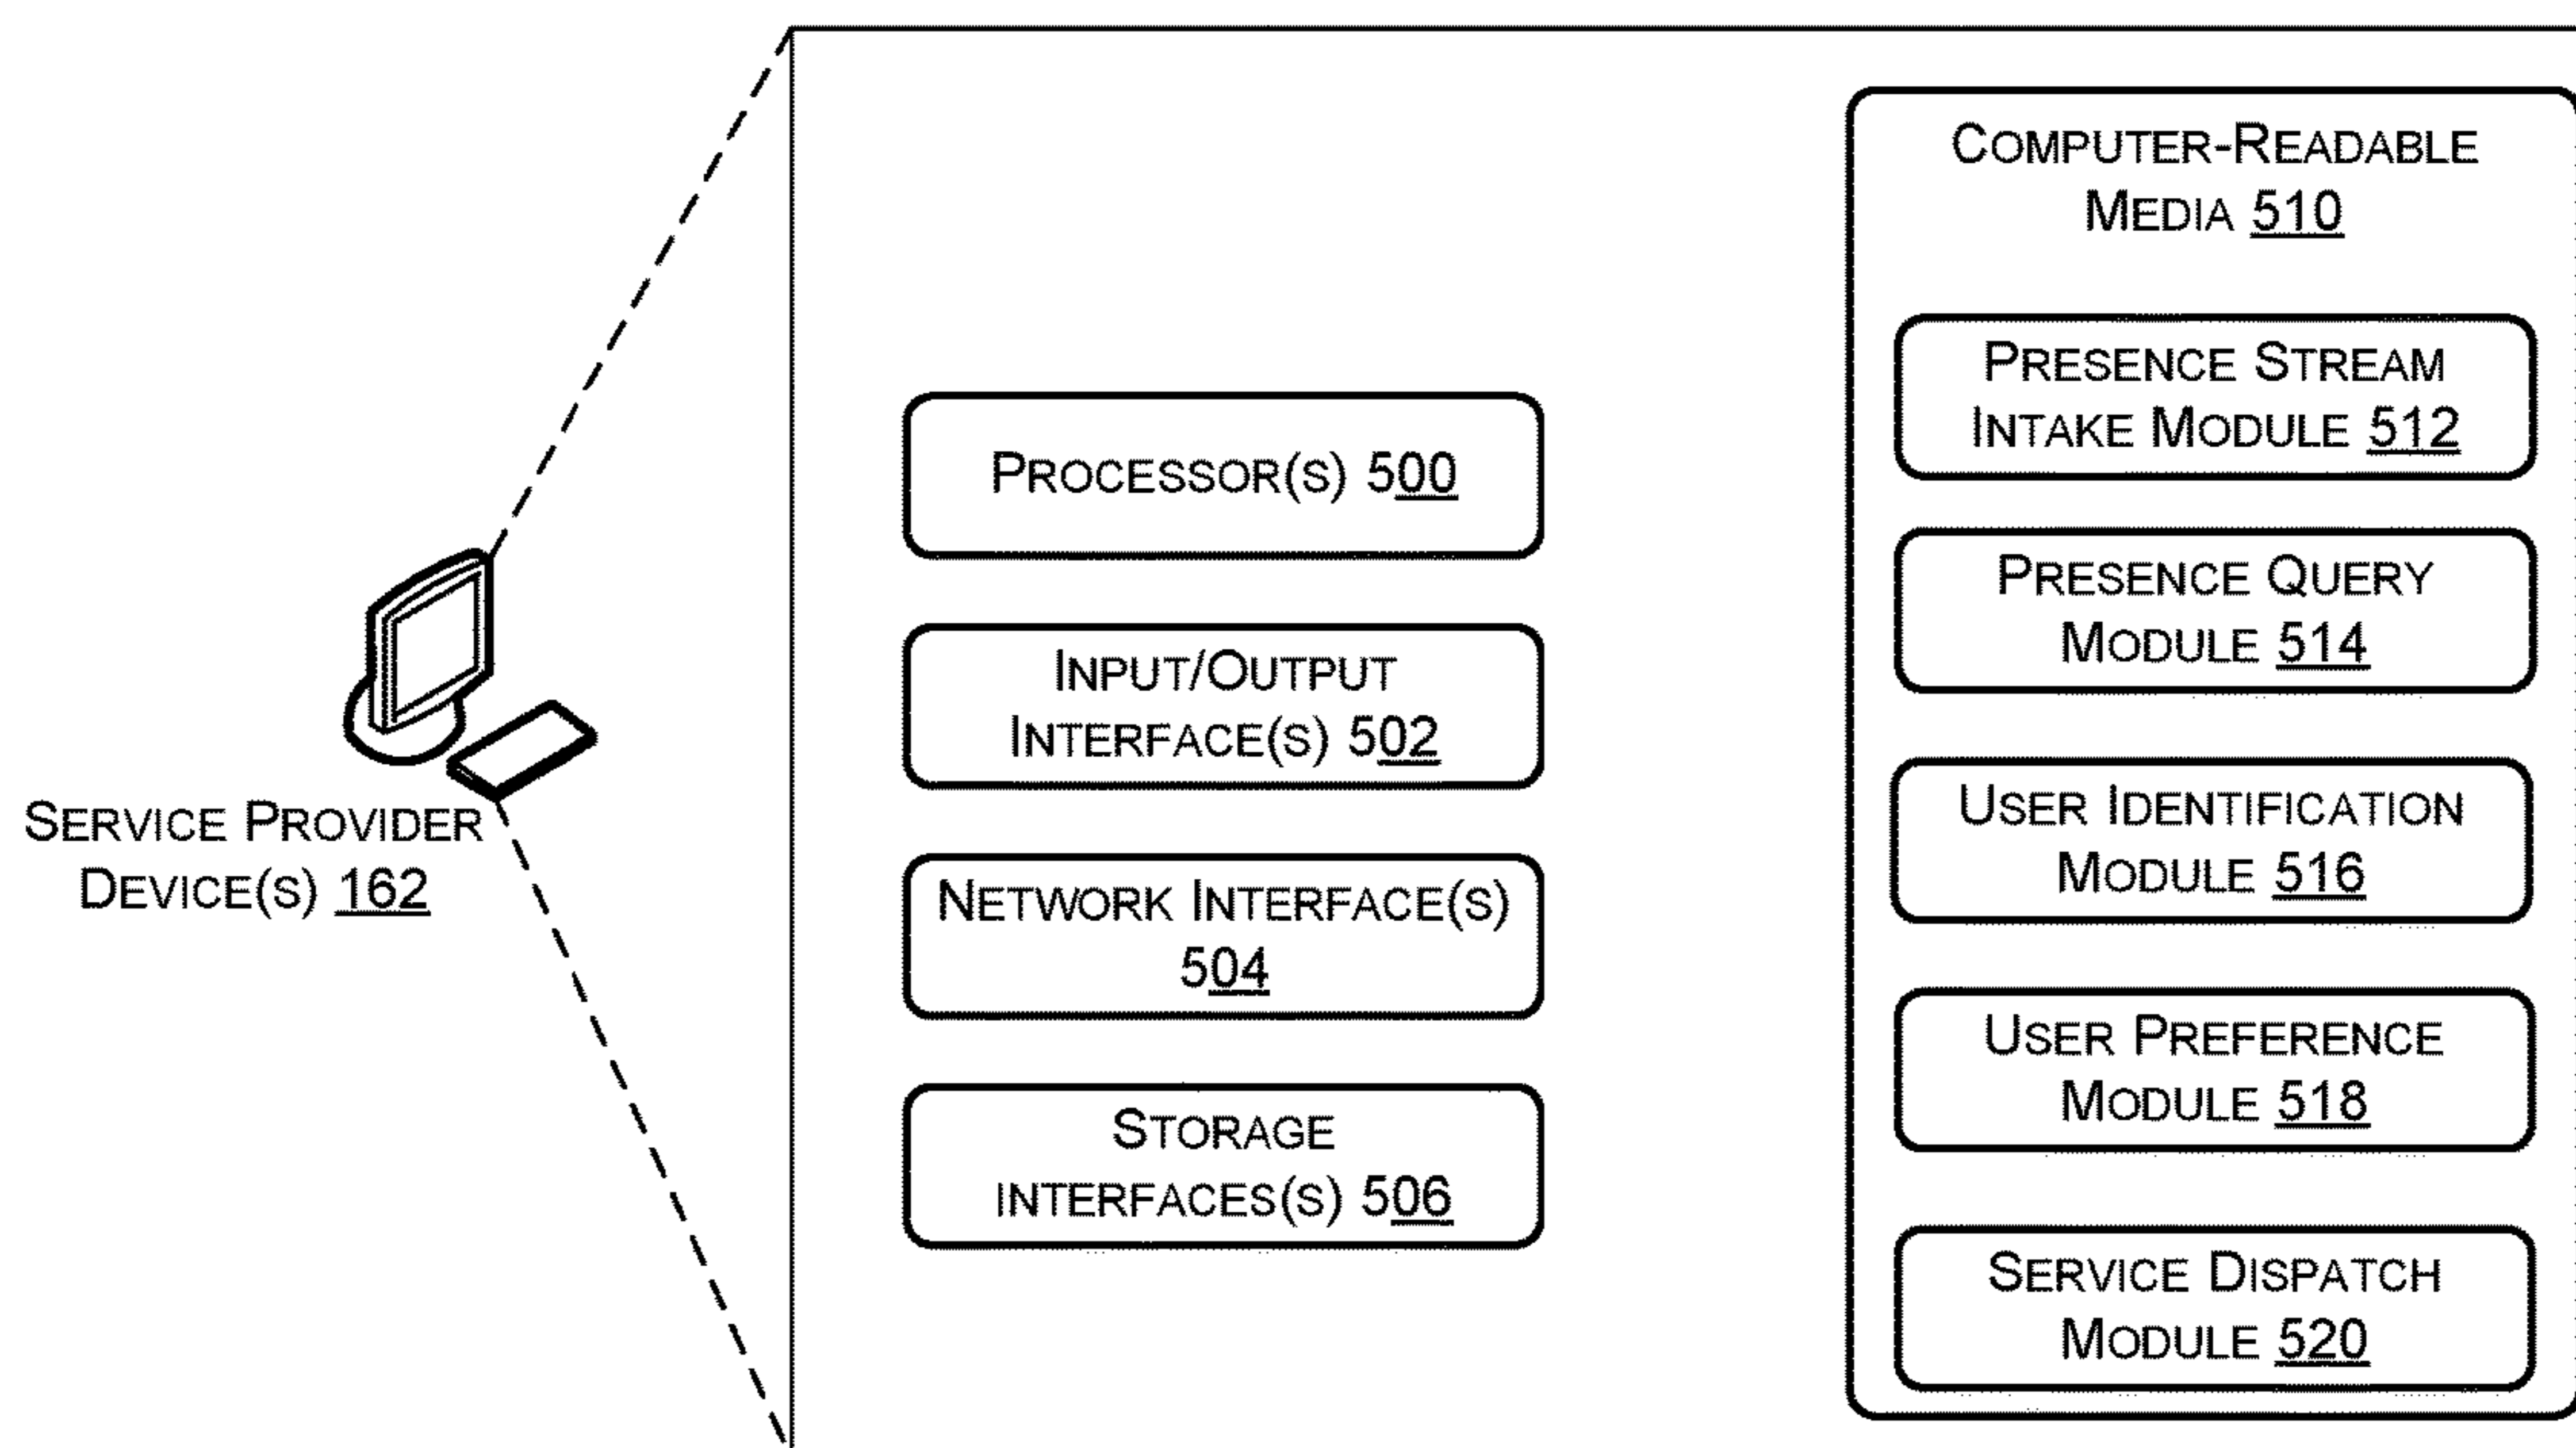 SERVICE PROVIDER
DEVICE(S) 162
PROCESSOR(S) 500
INPUT/OUTPUT
INTERFACE(S) 502
NETWORK INTERFACE(S)
504
STORAGE
INTERFACES(S) 506
COMPUTER-READABLE
MEDIA 510
PRESENCE STREAM
INTAKE MODULE 512
PRESENCE QUERY
MODULE 514
USER IDENTIFICATION
MODULE 516
USER PREFERENCE
MODULE 518
SERVICE DISPATCH
MODULE 520